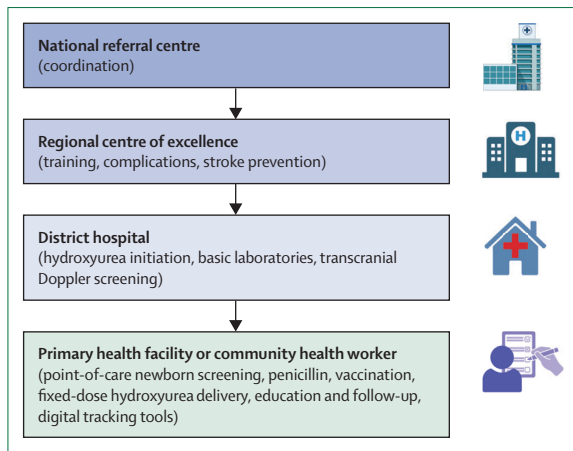 National referral centre
(coordination)
Regional centre of excellence
(training, complications, stroke prevention)
H
District hospital
(hydroxyurea initiation, basic laboratories, transcranial
Doppler screening)
Primary health facility or community health worker
(point-of-care newborn screening, penicillin, vaccination,
fixed-dose hydroxyurea delivery, education and follow-up,
digital tracking tools)